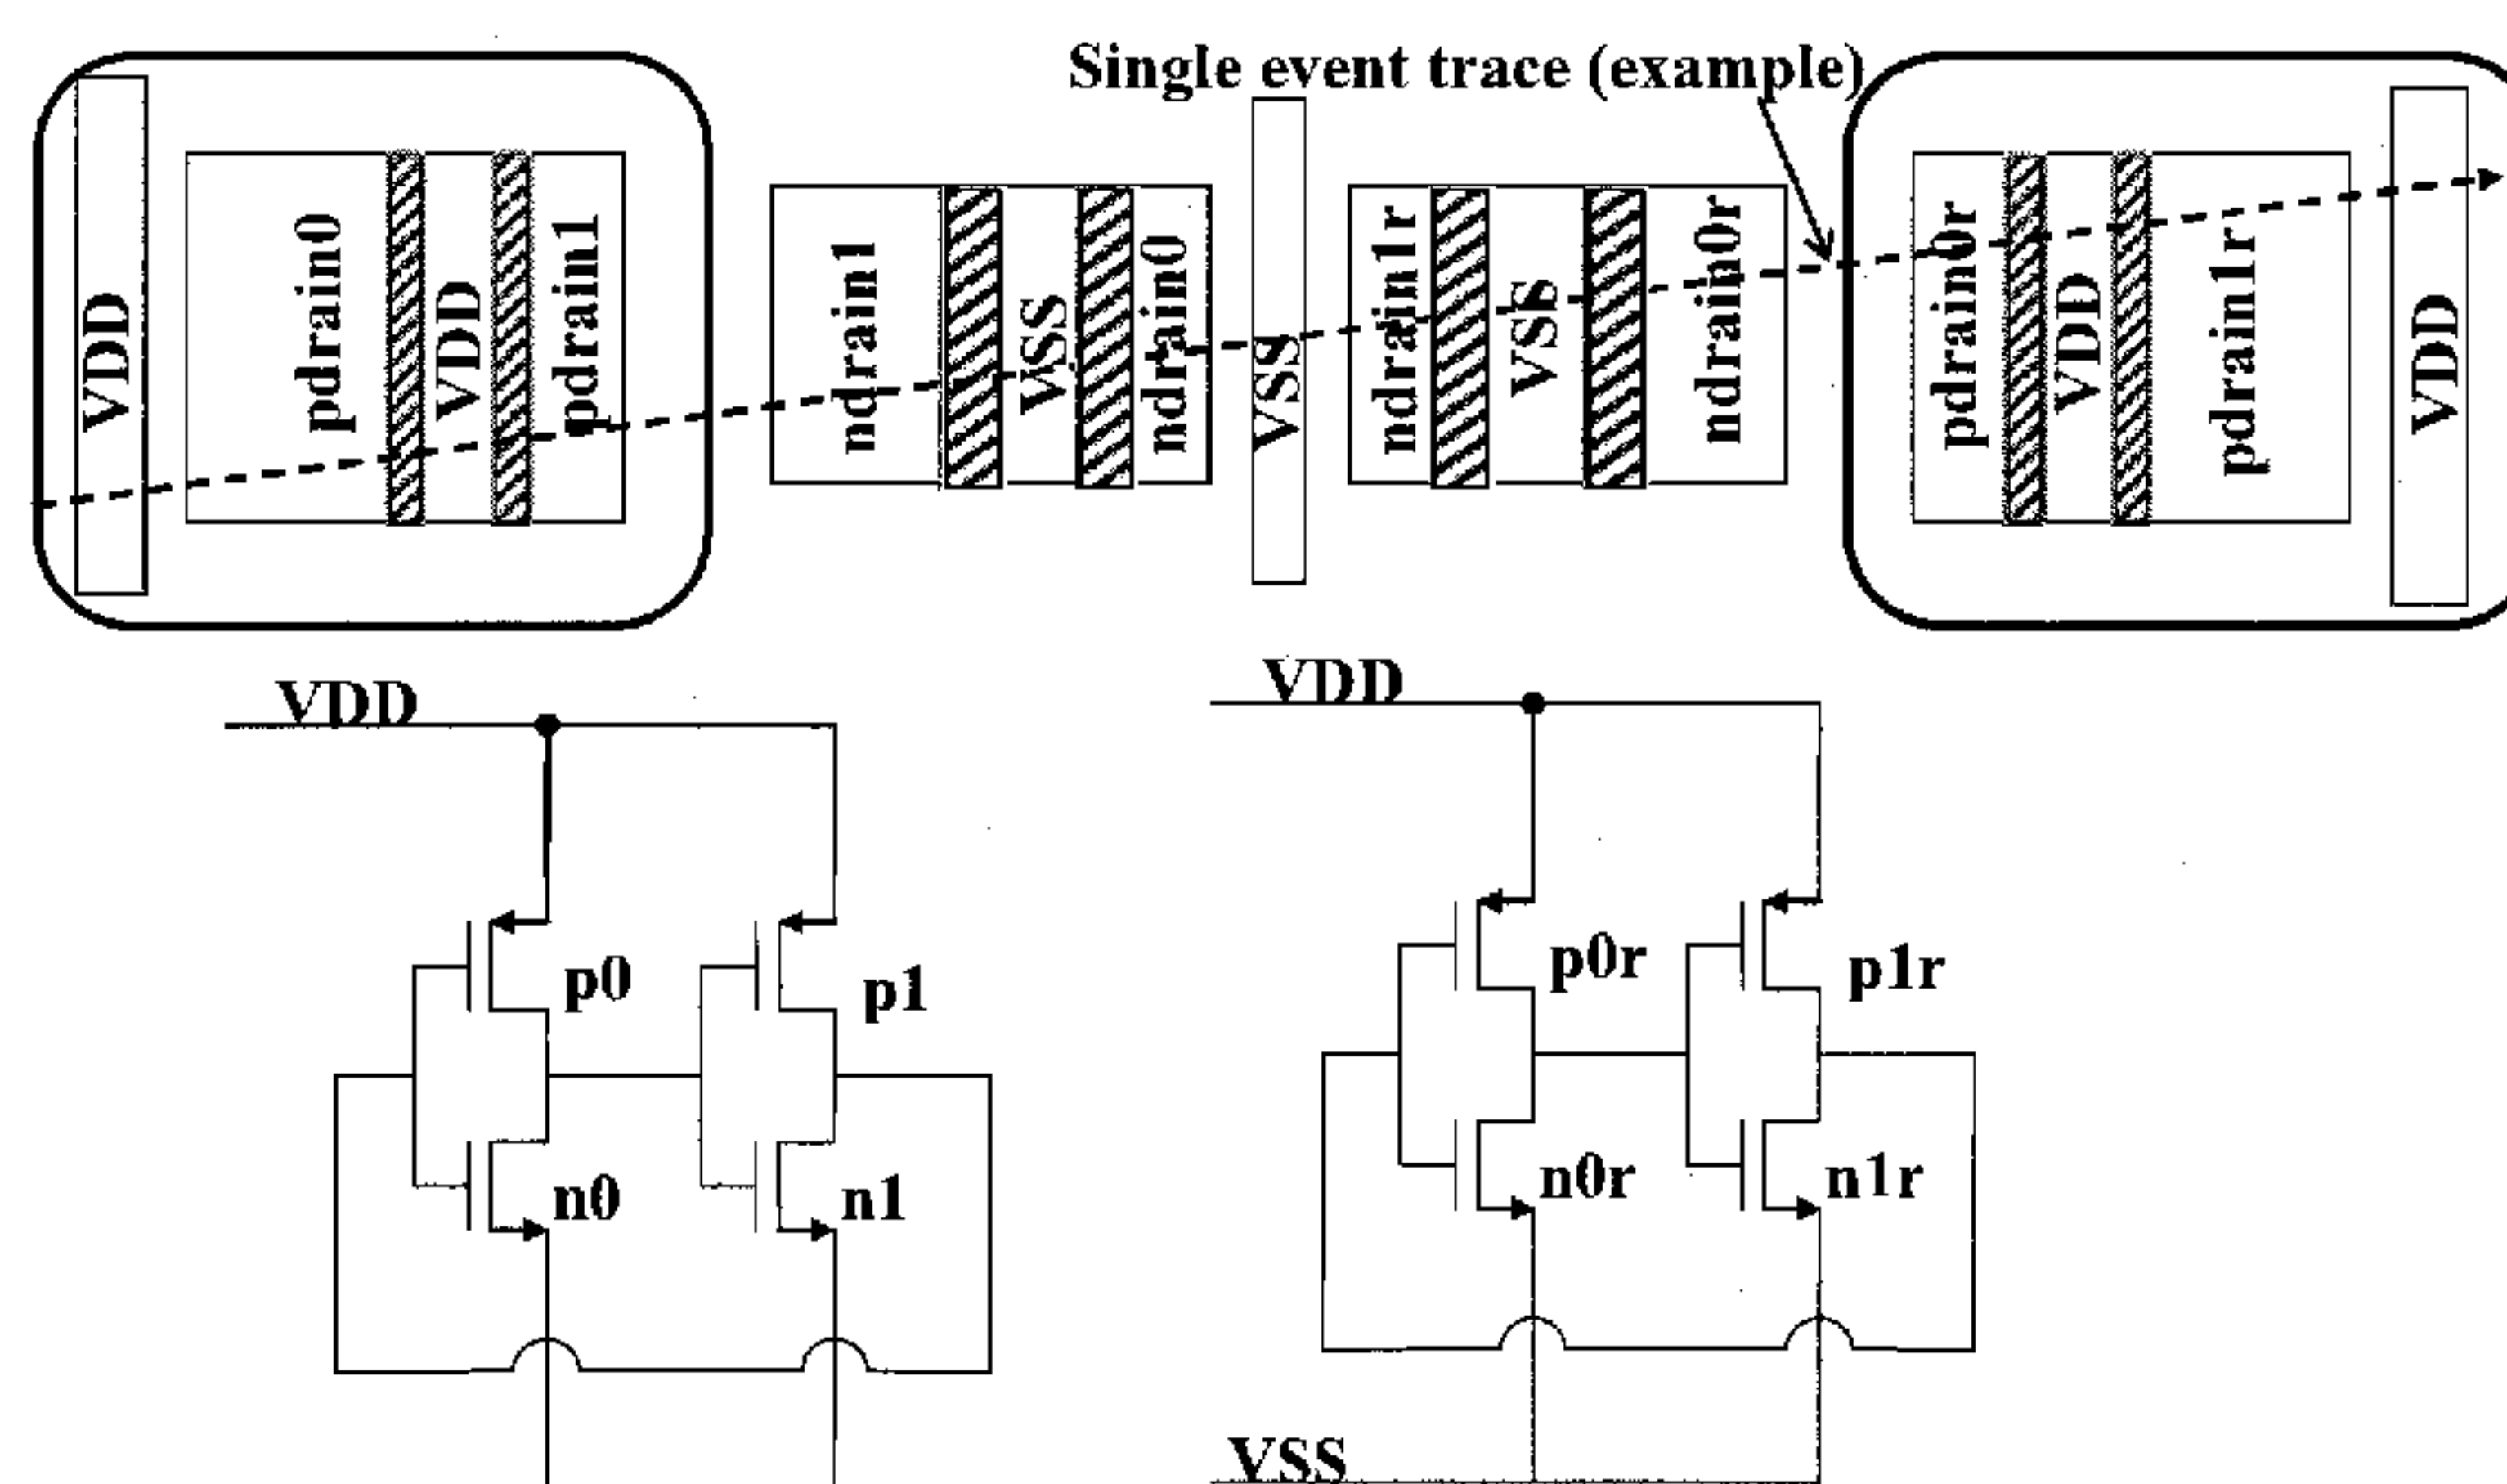 Single event trace (example)
VDD
pdrain0
VDD
pdrain1
ndrain1
VSS
ndrain0
VSS
ndrain1r
VSS
ndrain0r
pdrain0r
VDD
pdrain1r
VDD
VDD
VDD
p0
p1
p0r
p1r
n0
n1
n0r
n1r
VSS